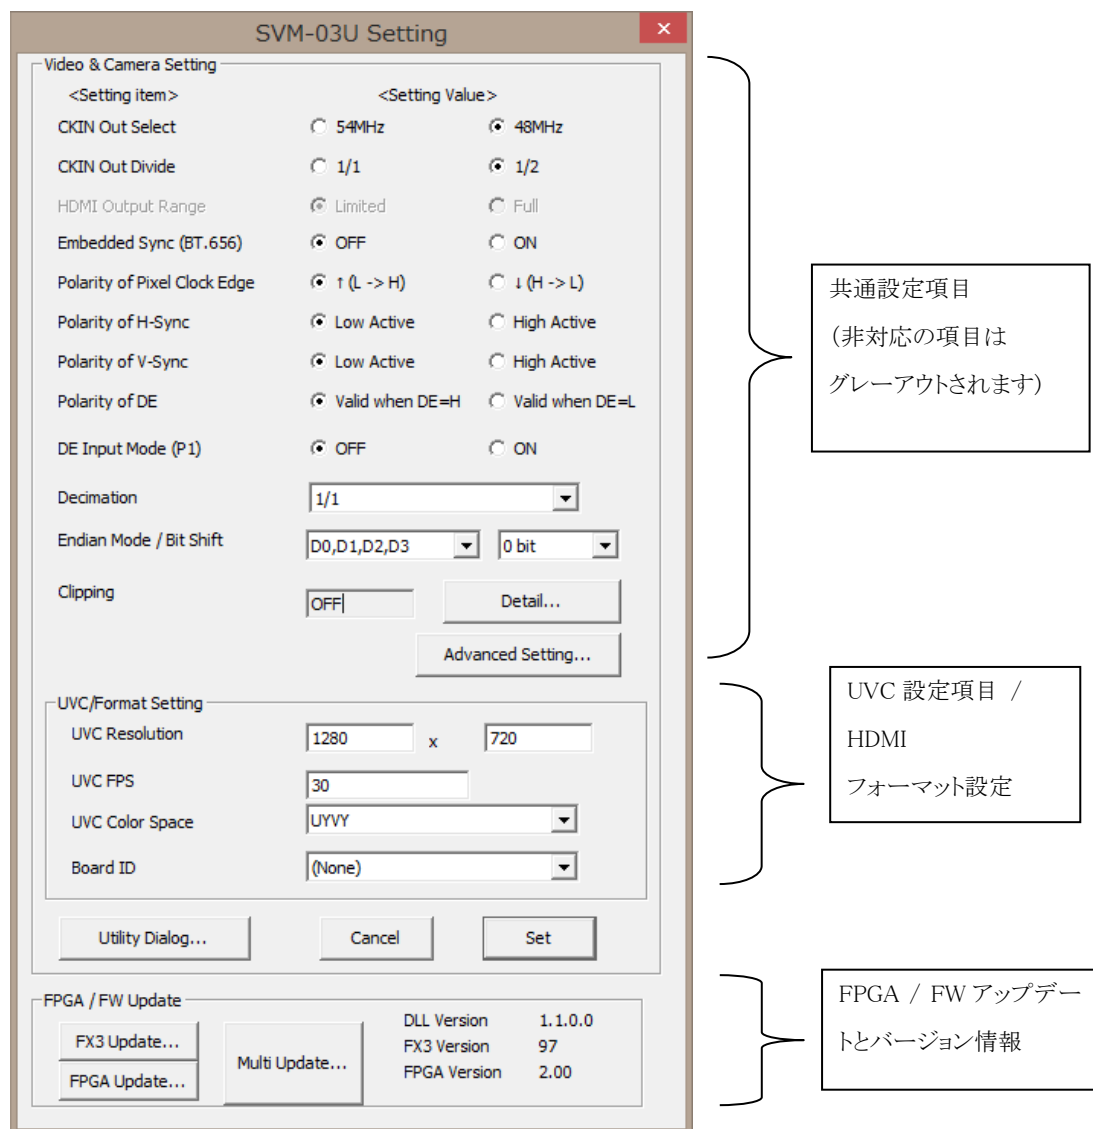 SVM-03U Setting
Video & Camera Setting
<Setting item> <Setting Value>
CKIN Out Select 54MHz 48MHz
CKIN Out Divide 1/1 1/2
HDMI Output Range Limited Full
Embedded Sync (BT.656) OFF ON
Polarity of Pixel Clock Edge ↑ (L -> H) ↓ (H -> L)
Polarity of H-Sync Low Active High Active
Polarity of V-Sync Low Active High Active
Polarity of DE Valid when DE=H Valid when DE=L
DE Input Mode (P1) OFF ON
Decimation 1/1
Endian Mode / Bit Shift D0,D1,D2,D3 0 bit
Clipping OFF Detail...
Advanced Setting...
UVC/Format Setting
UVC Resolution 1280 x 720
UVC FPS 30
UVC Color Space UYVY
Board ID (None)
Utility Dialog... Cancel Set
FPGA / FW Update
FX3 Update...
FPGA Update...
Multi Update...
DLL Version 1.1.0.0
FX3 Version 97
FPGA Version 2.00
共通設定項目
(非対応の項目は
グレーアウトされます)
UVC 設定項目 /
HDMI
フォーマット設定
FPGA / FW アップデー
トとバージョン情報